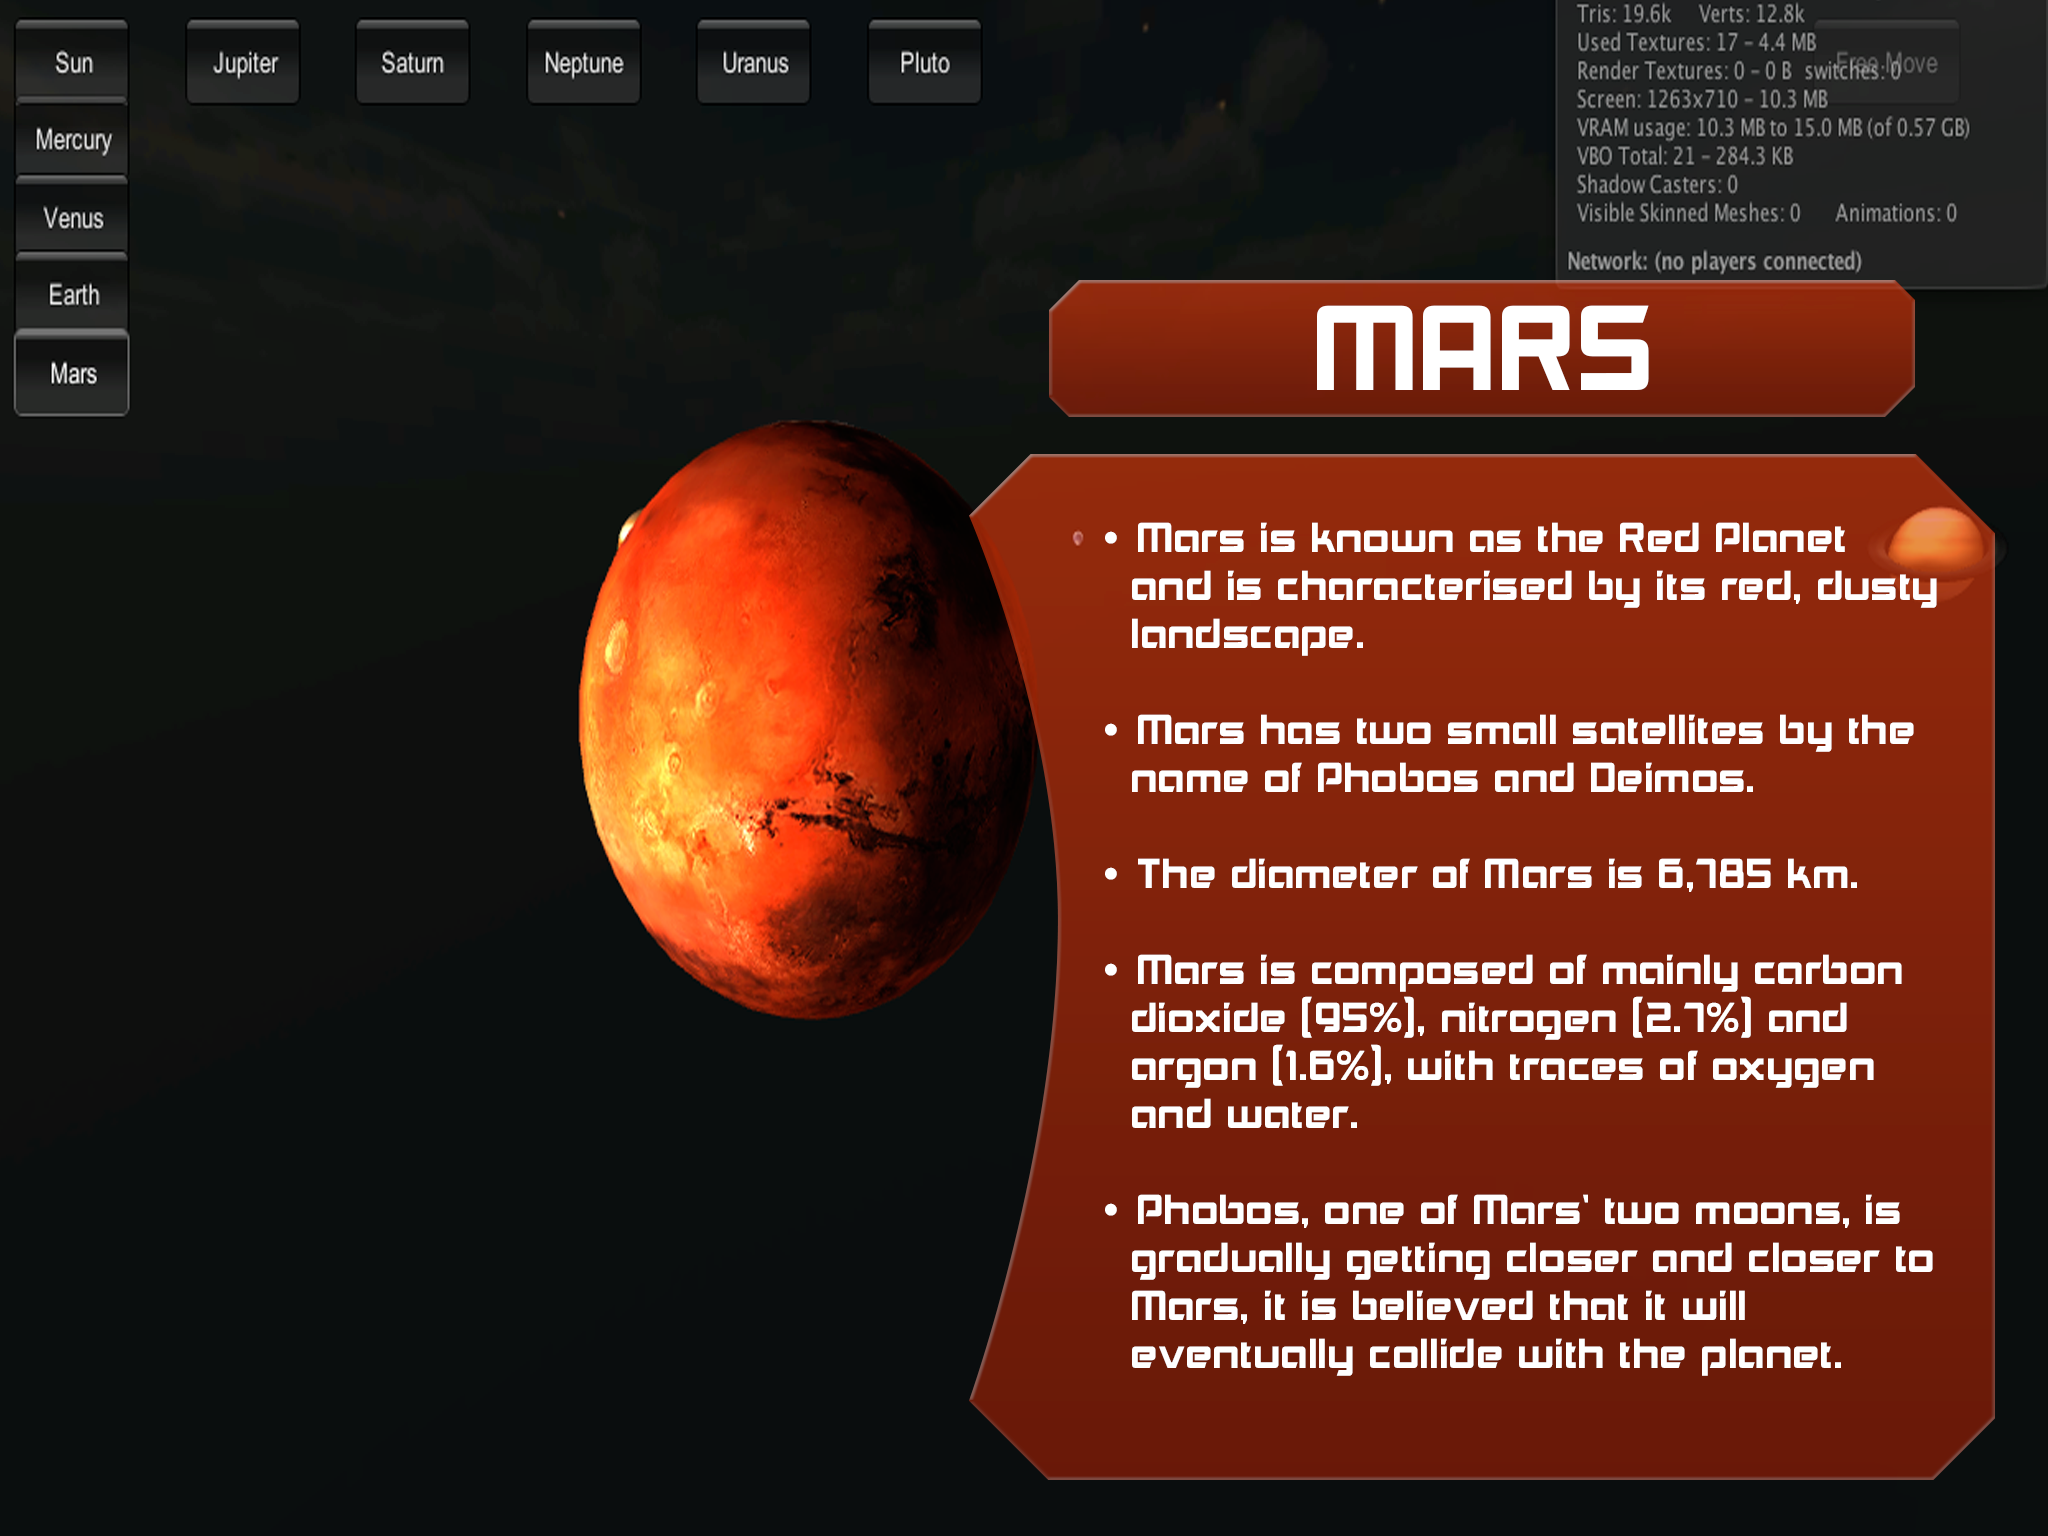 Sun
Jupiter
Saturn
Neptune
Uranus
Pluto
Free Move
Mercury
Venus
Earth
Mars
Tris: 19.6k Verts: 12.8k
Used Textures: 17 – 4.4 MB
Render Textures: 0 – 0 B switches: 0
Screen: 1263x710 – 10.3 MB
VRAM usage: 10.3 MB to 15.0 MB (of 0.57 GB)
VBO Total: 21 – 284.3 KB
Shadow Casters: 0
Visible Skinned Meshes: 0 Animations: 0
Network: (no players connected)
MARS
• Mars is known as the Red Planet
and is characterised by its red, dusty
landscape.
• Mars has two small satellites by the
name of Phobos and Deimos.
• The diameter of Mars is 6,785 km.
• Mars is composed of mainly carbon
dioxide (95%), nitrogen (2.7%) and
argon (1.6%), with traces of oxygen
and water.
• Phobos, one of Mars' two moons, is
gradually getting closer and closer to
Mars, it is believed that it will
eventually collide with the planet.